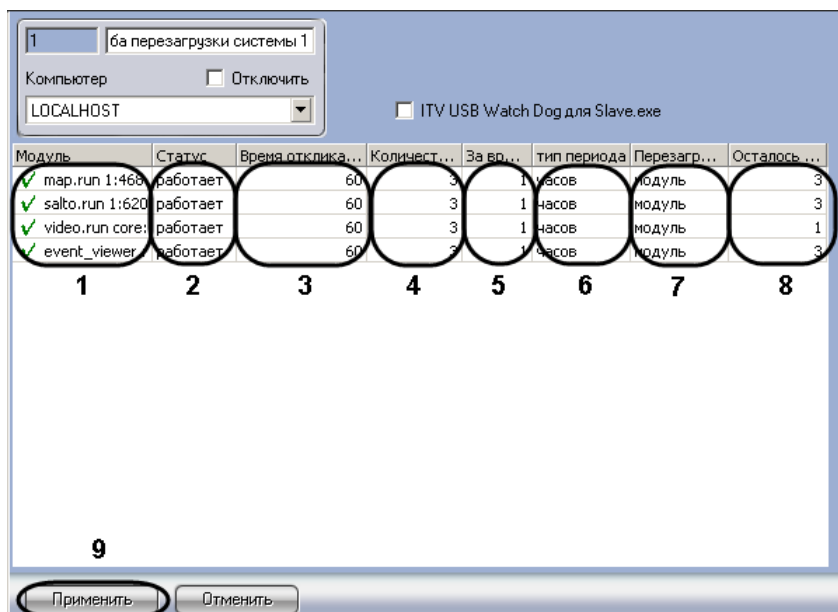 1 ба перезагрузки системы 1
Компьютер Отключить
LOCALHOST ITV USB Watch Dog для Slave.exe
Модуль Статус Время отклика... Количест... За вр... тип периода Перезагр... Осталось ...
map.run 1:468 работает 60 3 1 часов модуль 3
salto.run 1:620 работает 60 3 1 часов модуль 3
video.run core: работает 60 3 1 часов модуль 1
event_viewer работает 60 3 1 часов модуль 3
1 2 3 4 5 6 7 8
9
Применить Отменить